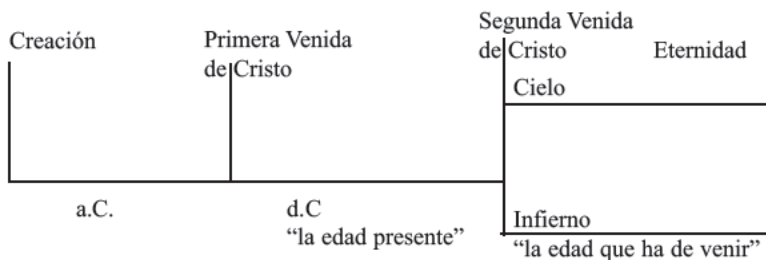 Creación
Primera Venida
de Cristo
Segunda Venida
de Cristo
Eternidad
Cielo
a.C.
d.C
“la edad presente”
Infierno
“la edad que ha de venir”